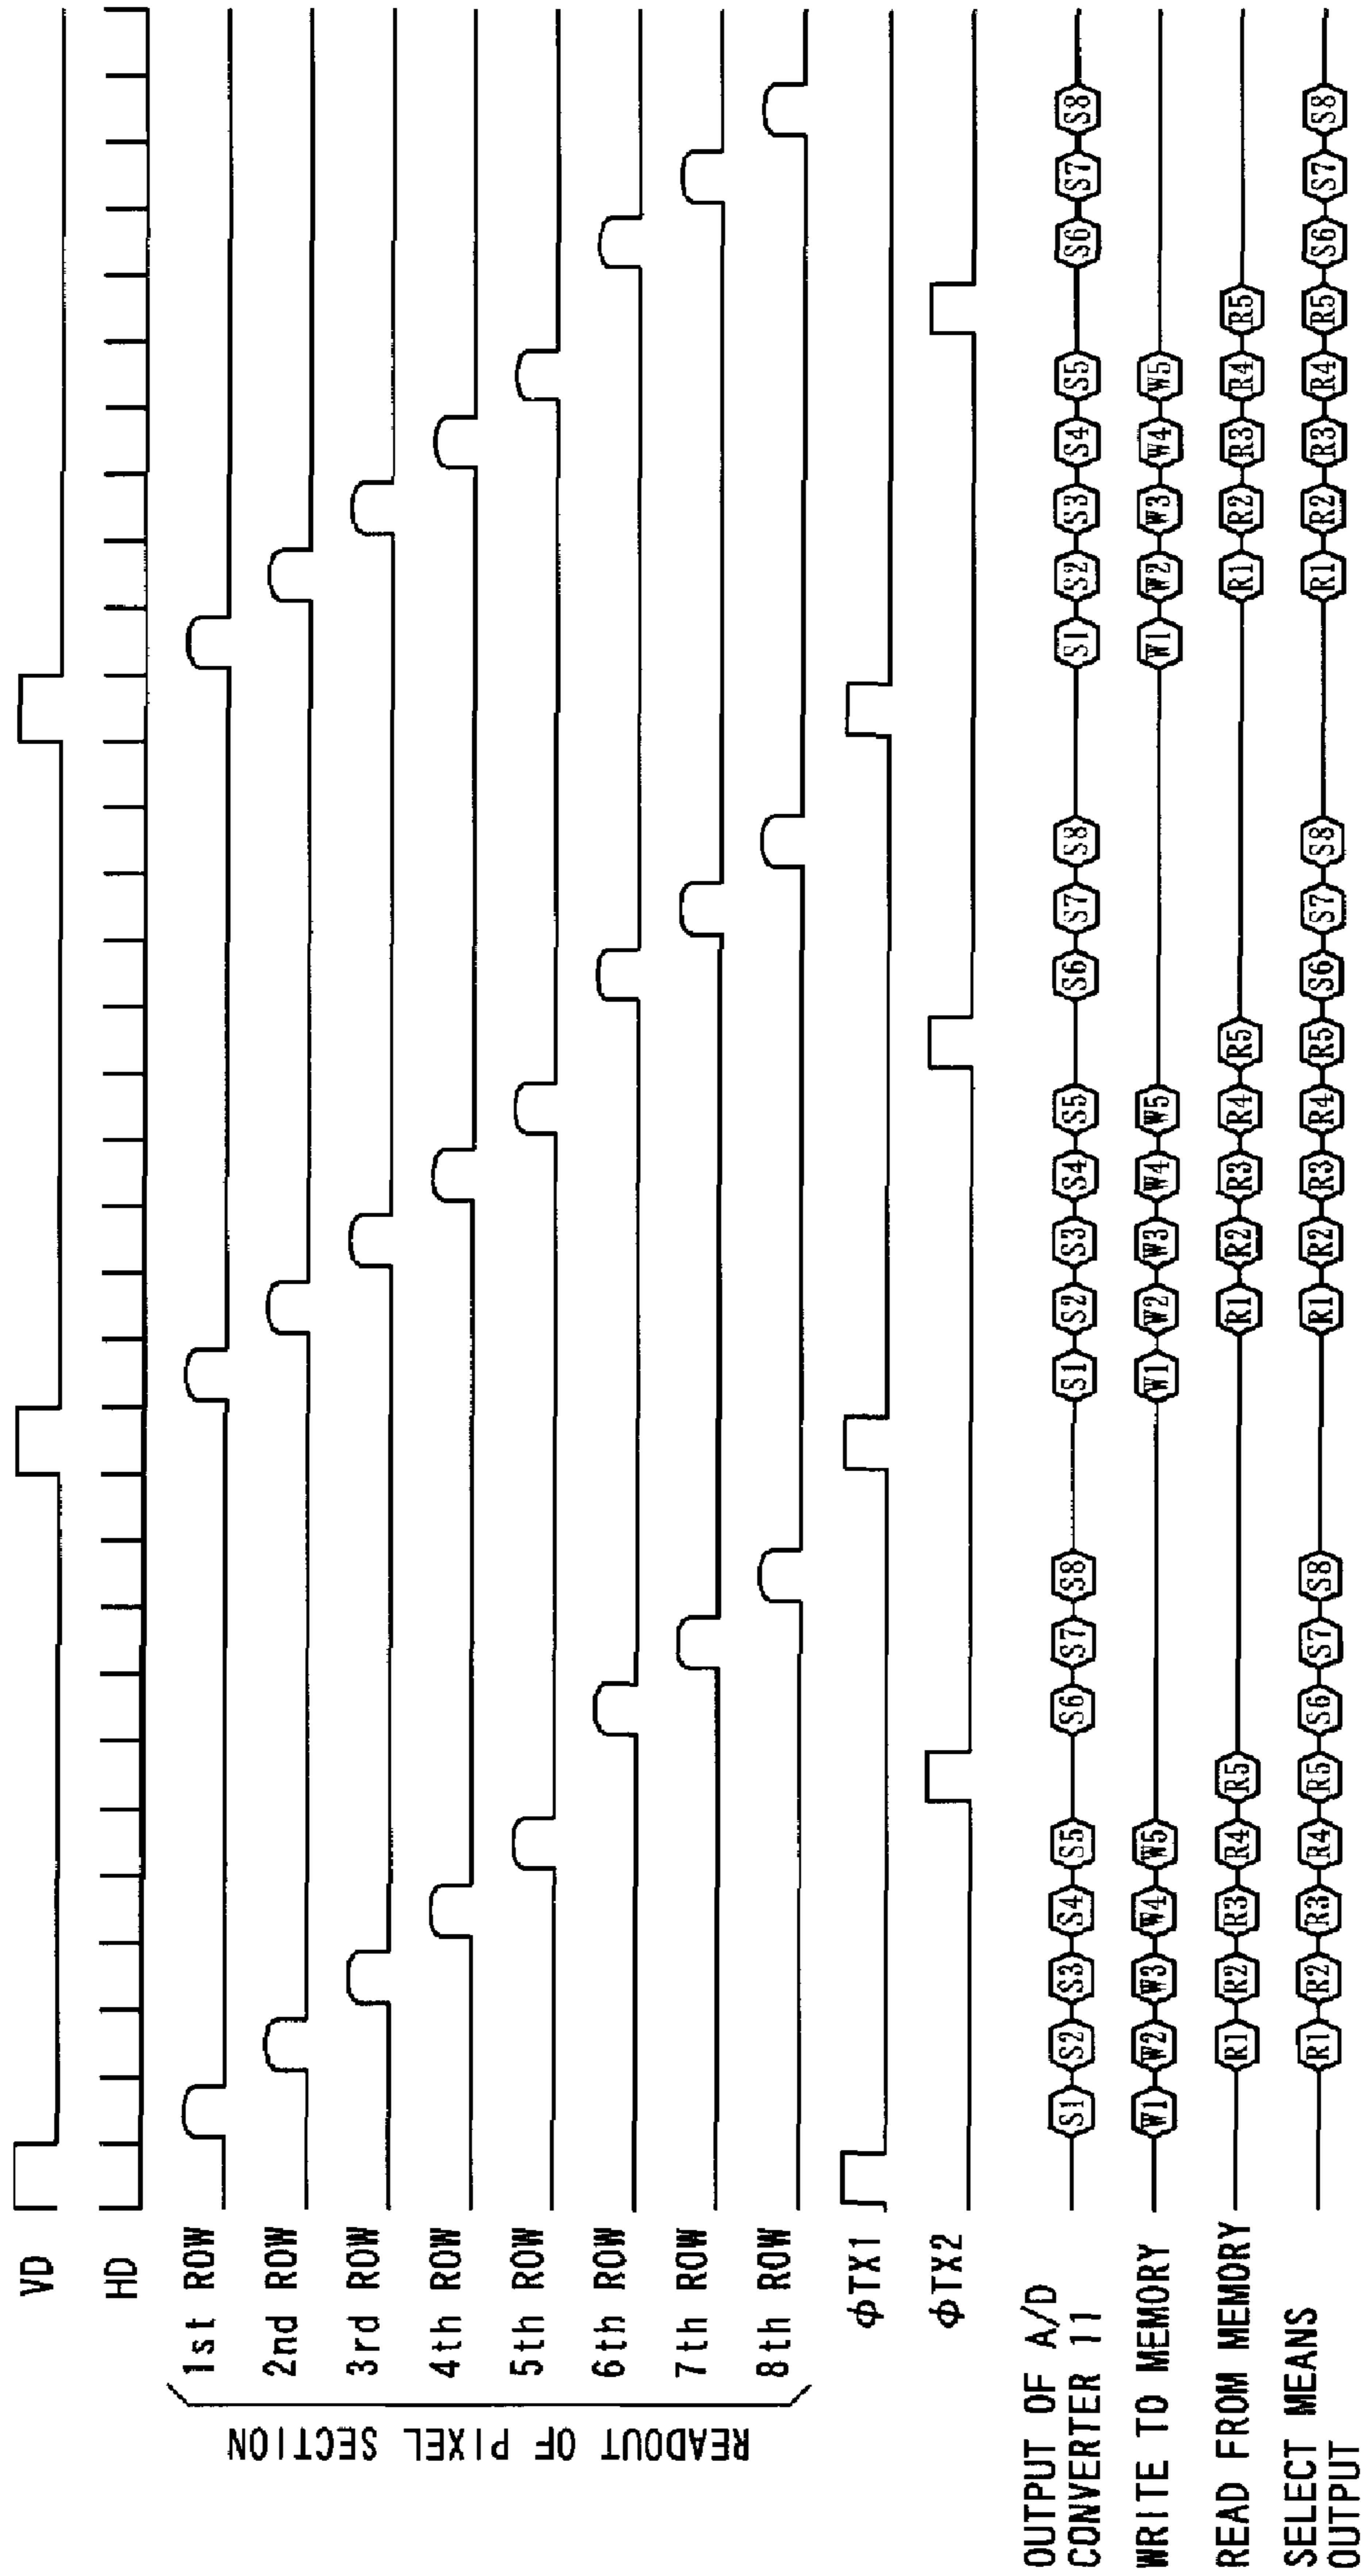 VD
HD
READOUT OF PIXEL SECTION
1st ROW
2nd ROW
3rd ROW
4th ROW
5th ROW
6th ROW
7th ROW
8th ROW
ΦTX1
ΦTX2
OUTPUT OF A/D
CONVERTER 11
S1 S2 S3 S4 S5 S6 S7 S8 S1 S2 S3 S4 S5 S6 S7 S8 S1 S2 S3 S4 S5 S6 S7 S8
WRITE TO MEMORY
W1 W2 W3 W4 W5 W1 W2 W3 W4 W5 W1 W2 W3 W4 W5
READ FROM MEMORY
R1 R2 R3 R4 R5 R1 R2 R3 R4 R5 R1 R2 R3 R4 R5
SELECT MEANS
OUTPUT
R1 R2 R3 R4 R5 S6 S7 S8 R1 R2 R3 R4 R5 S6 S7 S8 R1 R2 R3 R4 R5 S6 S7 S8